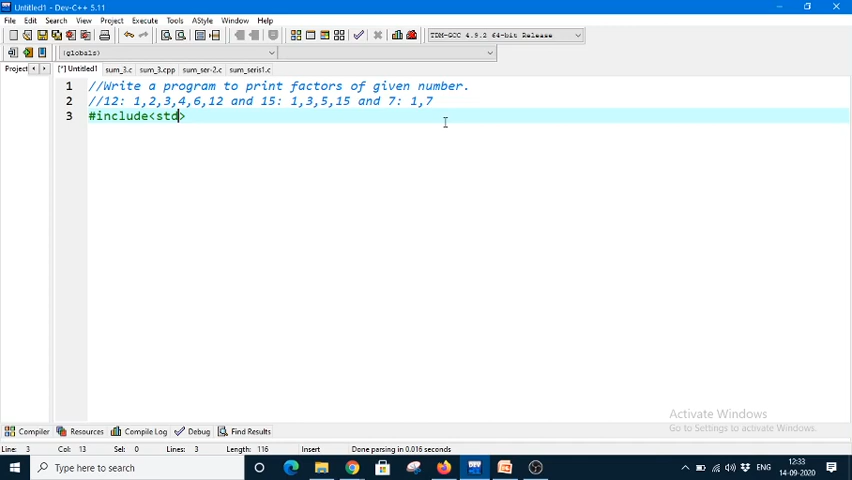 Untitled1 - Dev-C++ 5.11
File Edit Search View Project Execute Tools AStyle Window Help
TDM-GCC 4.9.2 64-bit Release
(globals)
Project
[*] Untitled1 sum_3.c sum_3.cpp sum_ser-2.c sum_seris1.c
1 //Write a program to print factors of given number.
2 //12: 1,2,3,4,6,12 and 15: 1,3,5,15 and 7: 1,7
3 #include<std>
Activate Windows
Go to Settings to activate Windows.
Compiler Resources Compile Log Debug Find Results
Line: 3 Col: 13 Sel: 0 Lines: 3 Length: 116 Insert Done parsing in 0.016 seconds
Type here to search
ENG
12:33
14-09-2020